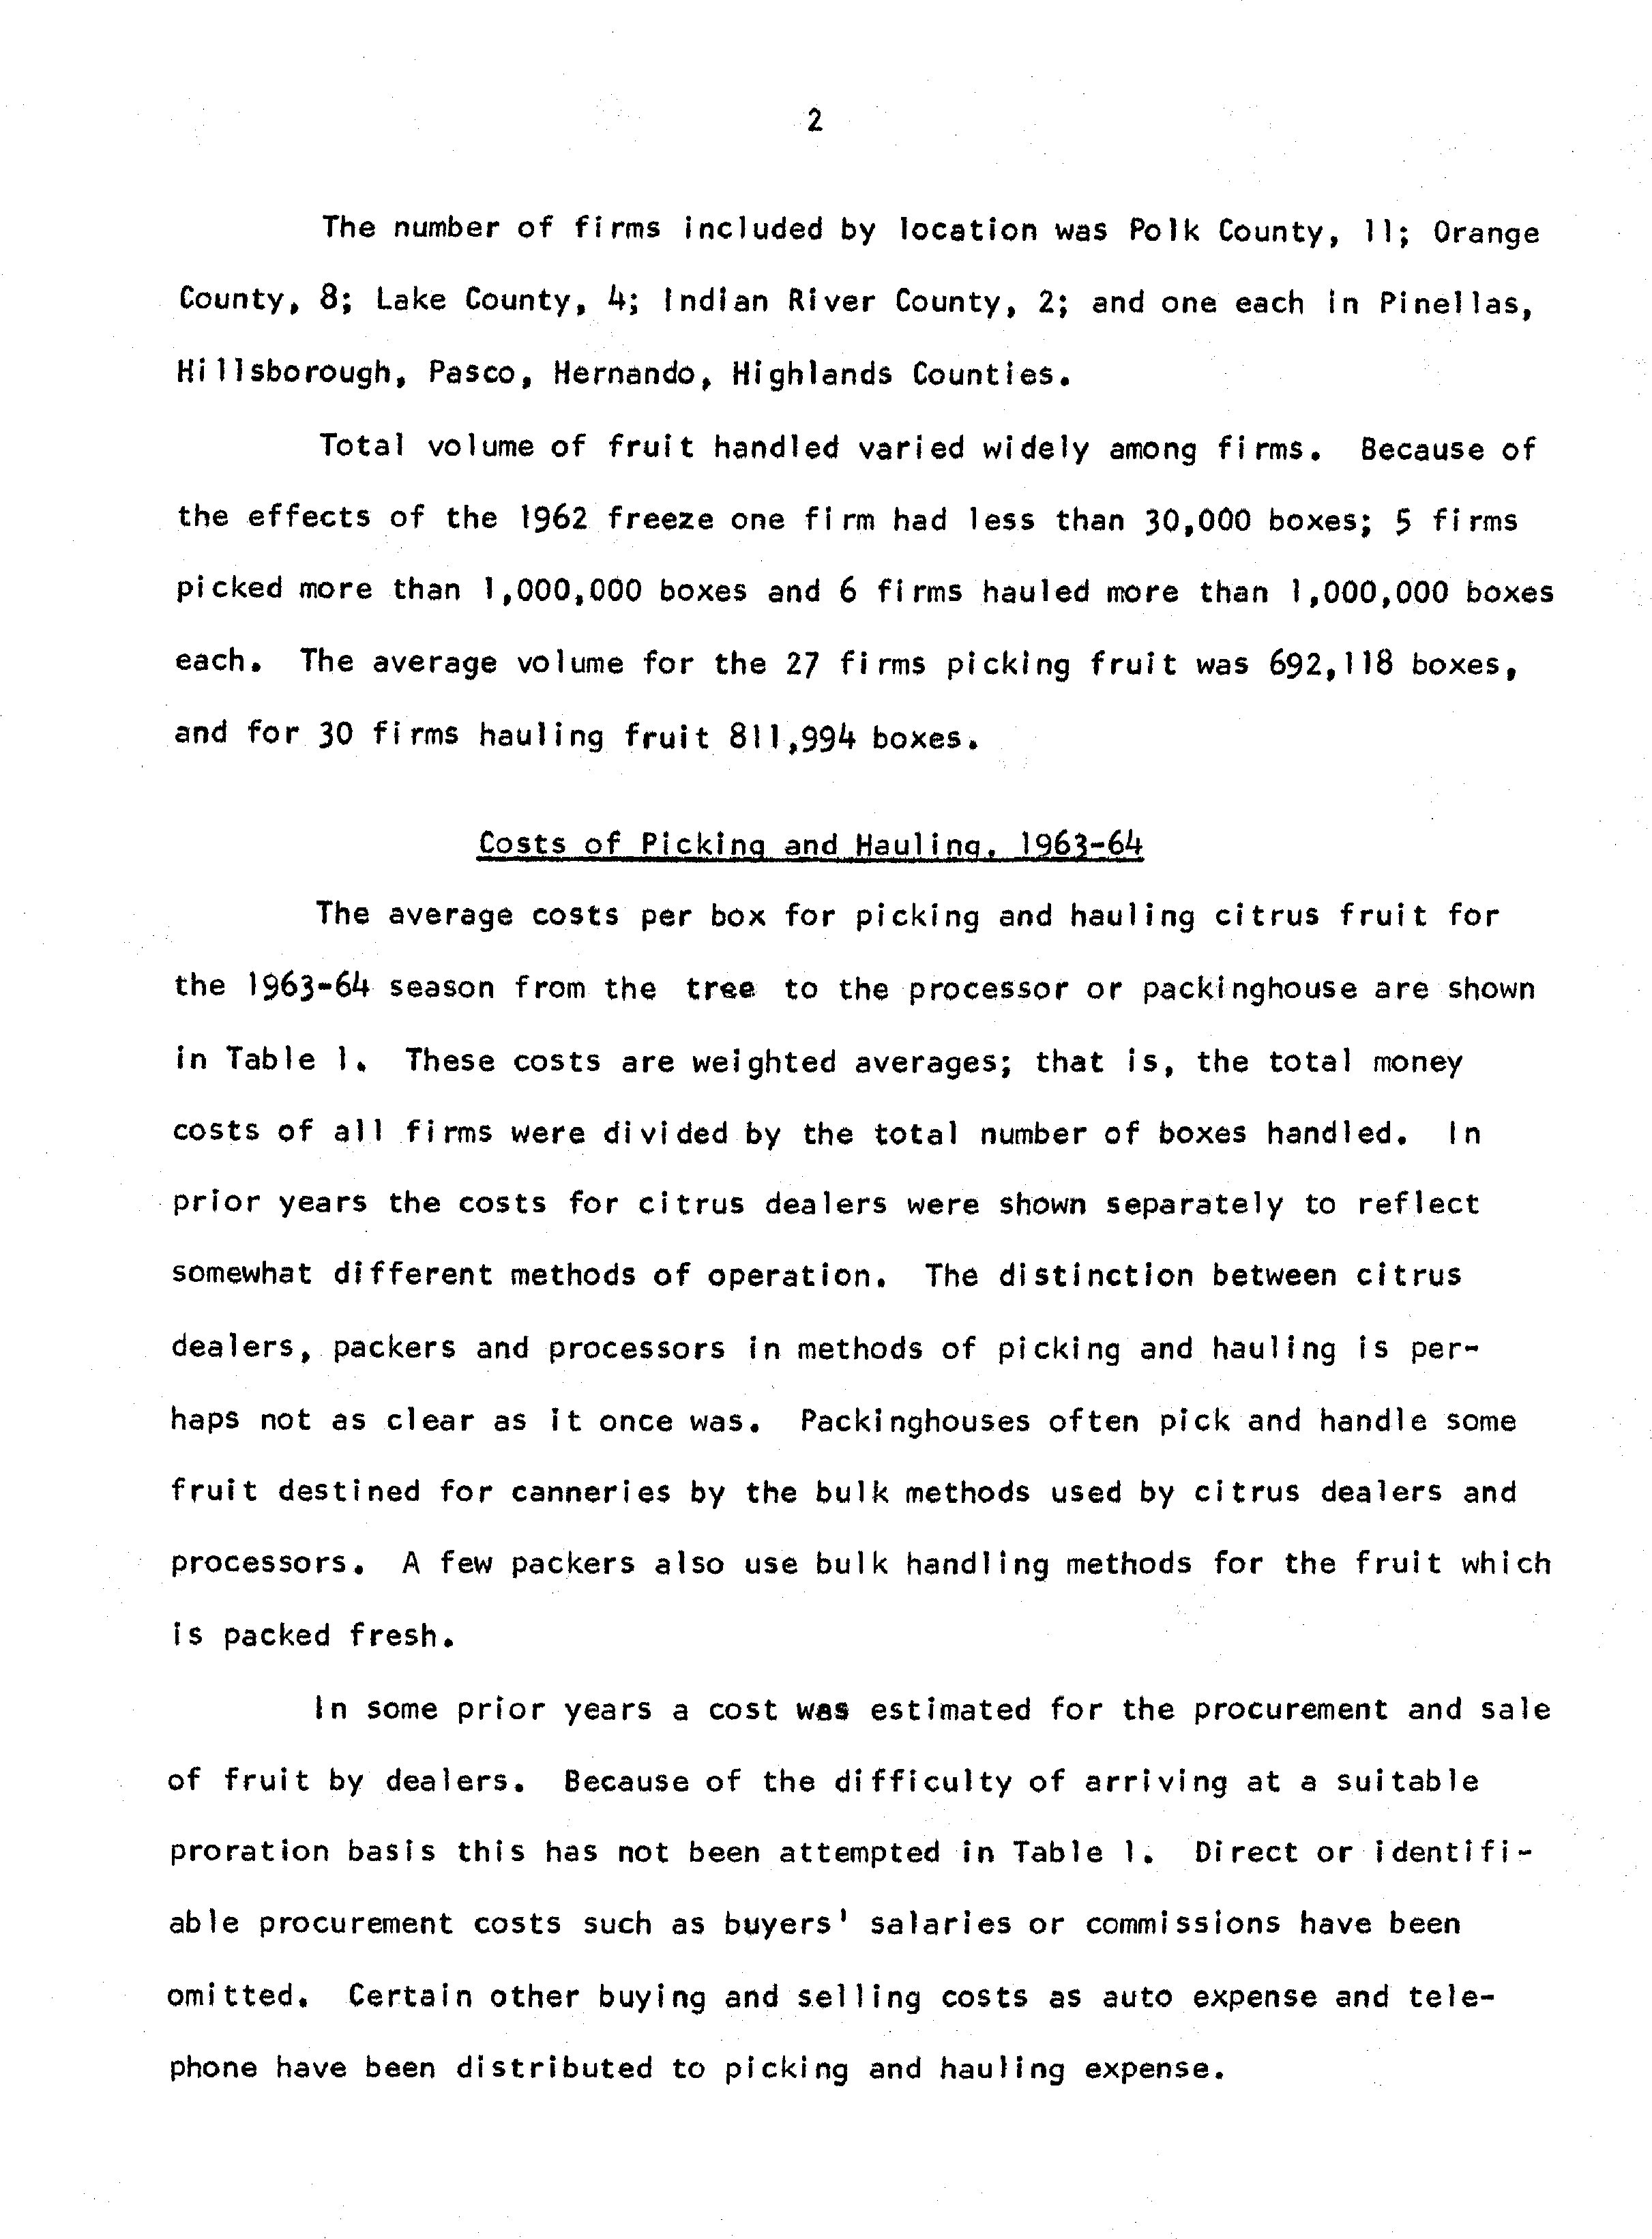 2
The number of firms included by location was Polk County, 11; Orange
County, 8; Lake County, 4; Indian River County, 2; and one each in Pinellas,
Hillsborough, Pasco, Hernando, Highlands Counties.
Total volume of fruit handled varied widely among firms. Because of
the effects of the 1962 freeze one firm had less than 30,000 boxes; 5 firms
picked more than 1,000,000 boxes and 6 firms hauled more than 1,000,000 boxes
each. The average volume for the 27 firms picking fruit was 692,118 boxes,
and for 30 firms hauling fruit 811,994 boxes.
Costs of Picking and Hauling, 1963-64
The average costs per box for picking and hauling citrus fruit for
the 1963-64 season from the tree to the processor or packinghouse are shown
in Table 1. These costs are weighted averages; that is, the total money
costs of all firms were divided by the total number of boxes handled. In
prior years the costs for citrus dealers were shown separately to reflect
somewhat different methods of operation. The distinction between citrus
dealers, packers and processors in methods of picking and hauling is per-
haps not as clear as it once was. Packinghouses often pick and handle some
fruit destined for canneries by the bulk methods used by citrus dealers and
processors. A few packers also use bulk handling methods for the fruit which
is packed fresh.
In some prior years a cost was estimated for the procurement and sale
of fruit by dealers. Because of the difficulty of arriving at a suitable
proration basis this has not been attempted in Table 1. Direct or identifi-
able procurement costs such as buyers' salaries or commissions have been
omitted. Certain other buying and selling costs as auto expense and tele-
phone have been distributed to picking and hauling expense.